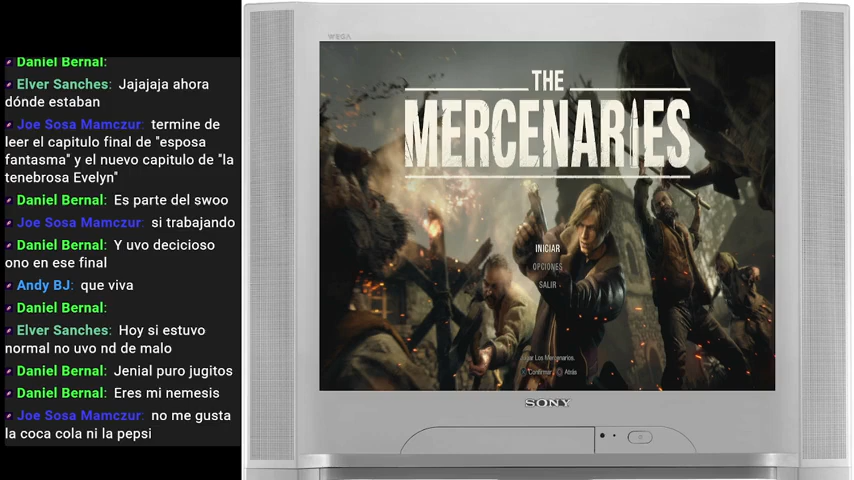 Daniel Bernal:
Elver Sanches: Jajajaja ahora
dónde estaban
Joe Sosa Mamczur: termine de
leer el capitulo final de "esposa
fantasma" y el nuevo capitulo de "la
tenebrosa Evelyn"
Daniel Bernal: Es parte del swoo
Joe Sosa Mamczur: si trabajando
Daniel Bernal: Y uvo decicioso
ono en ese final
Andy BJ: que viva
Daniel Bernal:
Elver Sanches: Hoy si estuvo
normal no uvo nd de malo
Daniel Bernal: Jenial puro jugitos
Daniel Bernal: Eres mi nemesis
Joe Sosa Mamczur: no me gusta
la coca cola ni la pepsi
WEGA
THE
MERCENARIES
INICIAR
OPCIONES
SALIR
Jugar Los Mercenarios.
Confirmar Atrás
SONY